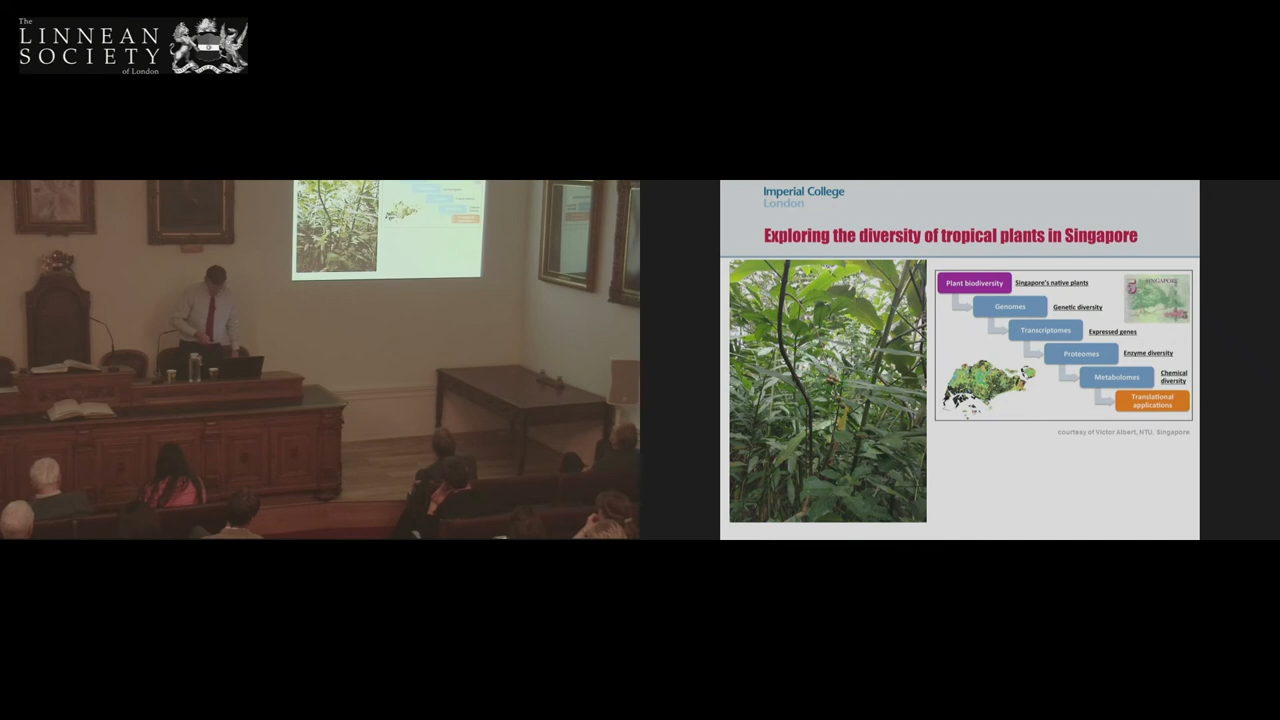 The
LINNEAN
SOCIETY
of London
Imperial College
London
Exploring the diversity of tropical plants in Singapore
Plant biodiversity
Singapore's native plants
5
SINGAPORE
Genomes
Genetic diversity
Transcriptomes
Expressed genes
Proteomes
Enzyme diversity
Metabolomes
Chemical
diversity
Translational
applications
courtesy of Victor Albert, NTU, Singapore